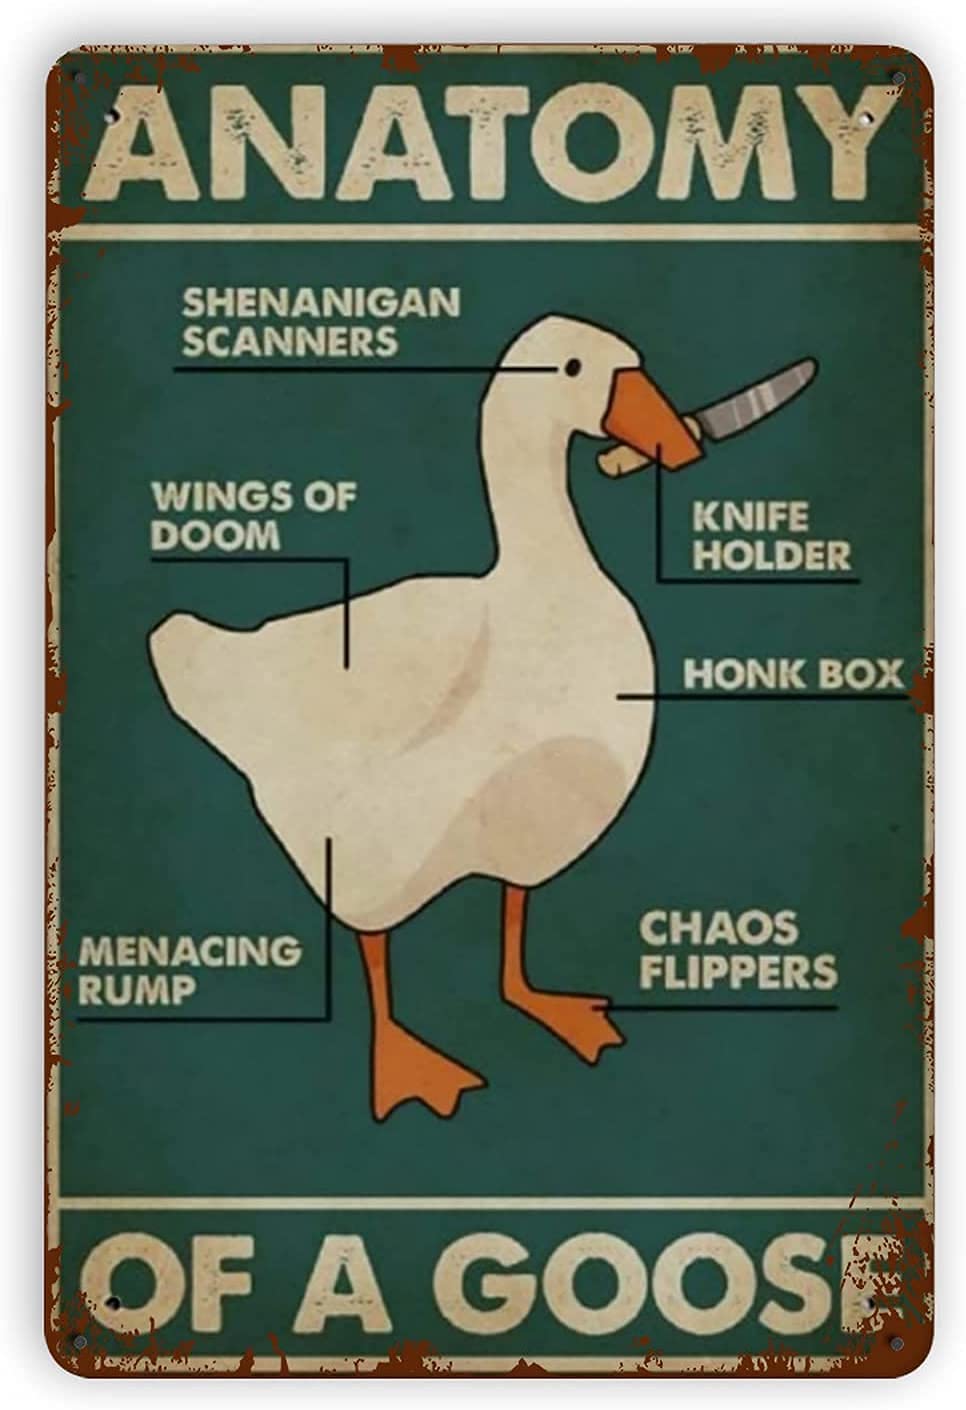 ANATOMY
SHENANIGAN
SCANNERS
WINGS OF
DOOM
KNIFE
HOLDER
HONK BOX
MENACING
RUMP
CHAOS
FLIPPERS
OF A GOOSE